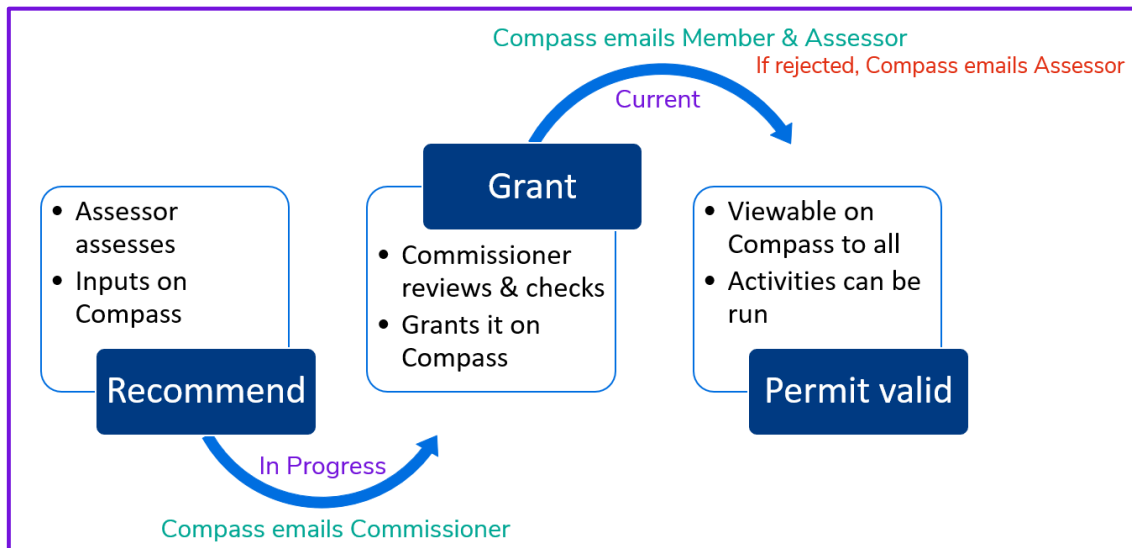 Compass emails Member & Assessor
If rejected, Compass emails Assessor
Current
• Assessor
assesses
• Inputs on
Compass
Recommend
In Progress
Compass emails Commissioner
Grant
• Commissioner
reviews & checks
• Grants it on
Compass
• Viewable on
Compass to all
• Activities can be
run
Permit valid